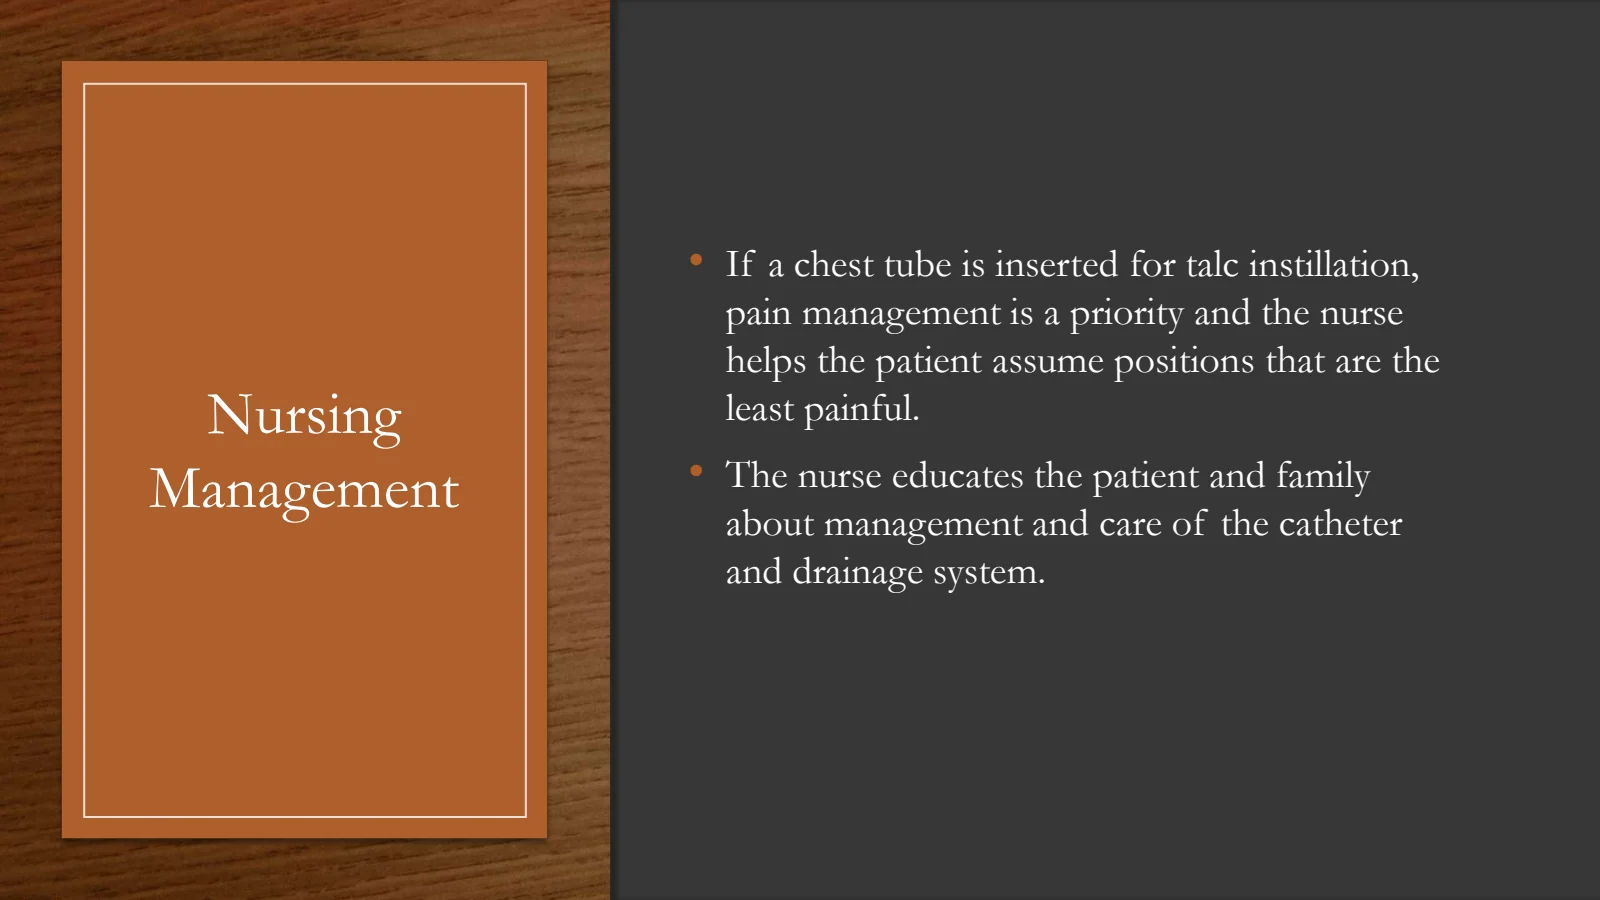 Nursing
Management
• If a chest tube is inserted for talc instillation,
pain management is a priority and the nurse
helps the patient assume positions that are the
least painful.
• The nurse educates the patient and family
about management and care of the catheter
and drainage system.